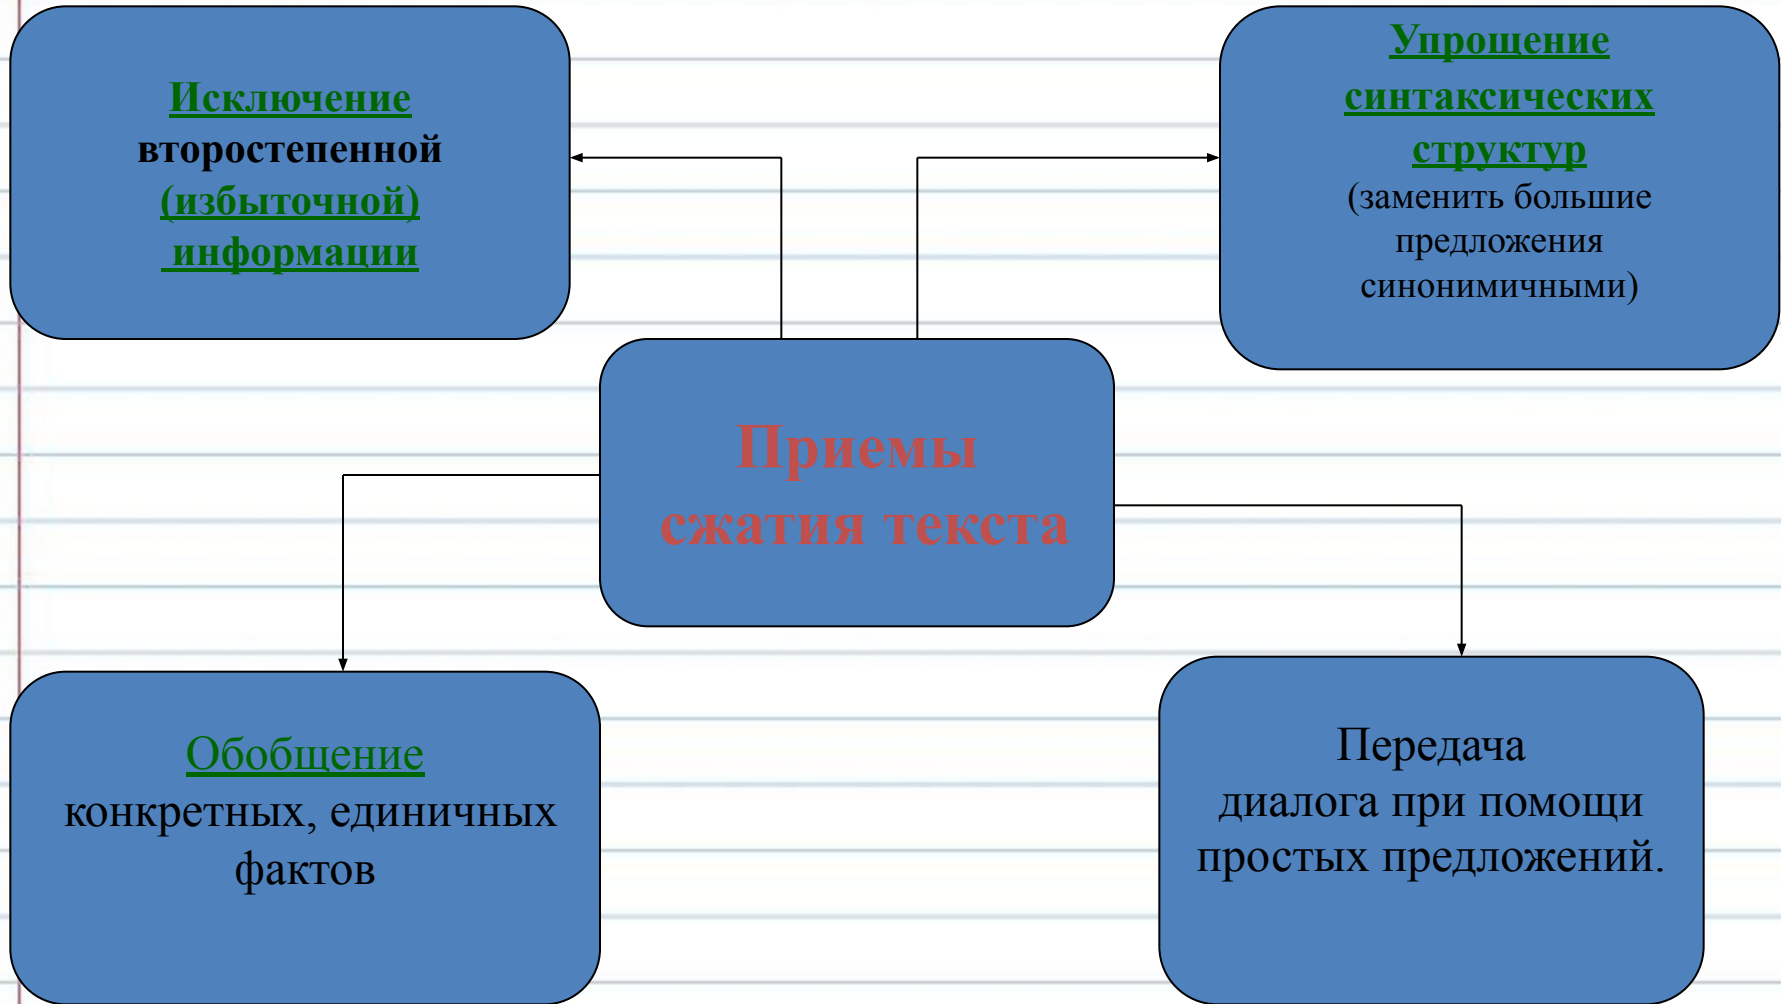 Исключение
второстепенной
(избыточной)
информации
Упрощение
синтаксических
структур
(заменить большие
предложения
синонимичными)
Приемы
сжатия текста
Обобщение
конкретных, единичных
фактов
Передача
диалога при помощи
простых предложений.